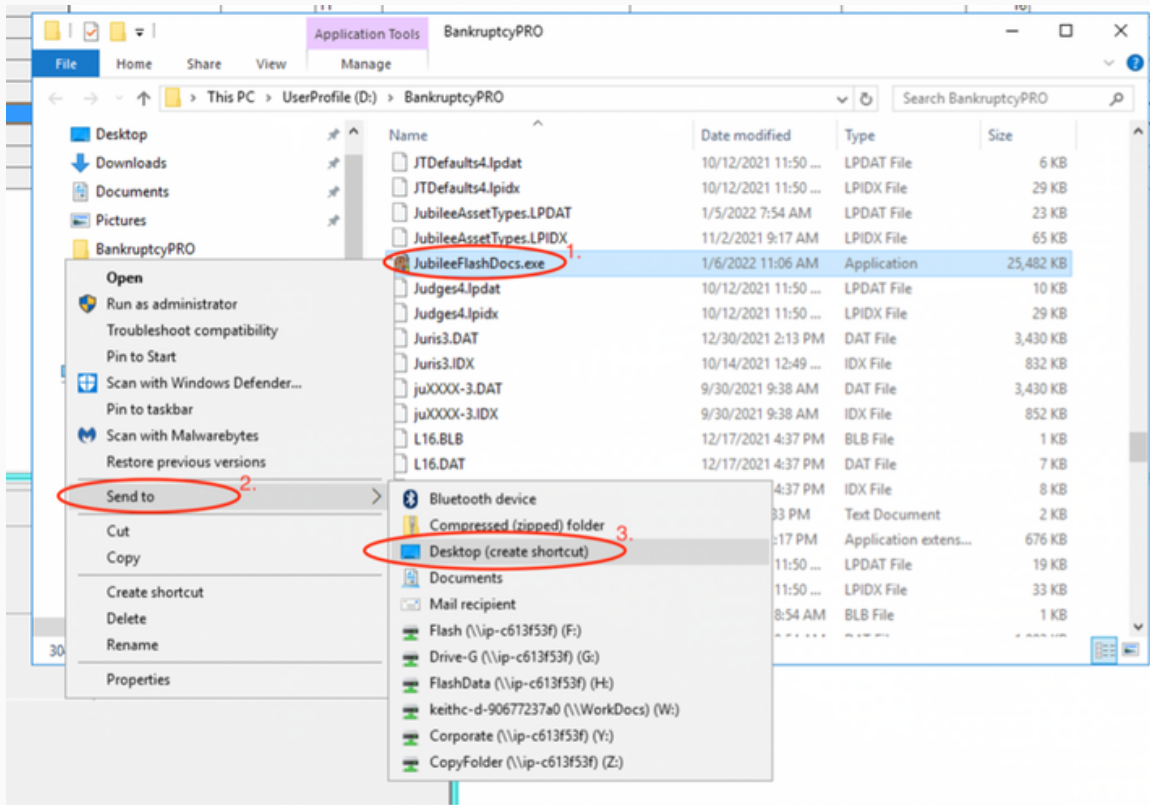 Application Tools BankruptcyPRO
File Home Share View Manage
This PC > UserProfile (D:) > BankruptcyPRO Search BankruptcyPRO
Desktop
Downloads
Documents
Pictures
BankruptcyPRO
Name Date modified Type Size
JTDefaults4.lpdat 10/12/2021 11:50 ... LPDAT File 6 KB
JTDefaults4.lpidx 10/12/2021 11:50 ... LPIDX File 29 KB
JubileeAssetTypes.LPDAT 1/5/2022 7:54 AM LPDAT File 23 KB
JubileeAssetTypes.LPIDX 11/2/2021 9:17 AM LPIDX File 65 KB
1.
JubileeFlashDocs.exe 1/6/2022 11:06 AM Application 25,482 KB
Judges4.lpdat 10/12/2021 11:50 ... LPDAT File 10 KB
Judges4.lpidx 10/12/2021 11:50 ... LPIDX File 29 KB
Juris3.DAT 12/30/2021 2:13 PM DAT File 3,430 KB
Juris3.IDX 10/14/2021 12:49 ... IDX File 832 KB
juXXXX-3.DAT 9/30/2021 9:38 AM DAT File 3,430 KB
juXXXX-3.IDX 9/30/2021 9:38 AM IDX File 852 KB
L16.BLB 12/17/2021 4:37 PM BLB File 1 KB
L16.DAT 12/17/2021 4:37 PM DAT File 7 KB
4:37 PM IDX File 8 KB
33 PM Text Document 2 KB
:17 PM Application extens... 676 KB
11:50 ... LPDAT File 19 KB
11:50 ... LPIDX File 33 KB
8:54 AM BLB File 1 KB
Open
Run as administrator
Troubleshoot compatibility
Pin to Start
Scan with Windows Defender...
Pin to taskbar
Scan with Malwarebytes
Restore previous versions
2.
Send to
Cut
Copy
Create shortcut
Delete
Rename
Properties
Bluetooth device
Compressed (zipped) folder
3.
Desktop (create shortcut)
Documents
Mail recipient
Flash (\\ip-c613f53f) (F:)
Drive-G (\\ip-c613f53f) (G:)
FlashData (\\ip-c613f53f) (H:)
keithc-d-90677237a0 (\\WorkDocs) (W:)
Corporate (\\ip-c613f53f) (Y:)
CopyFolder (\\ip-c613f53f) (Z:)